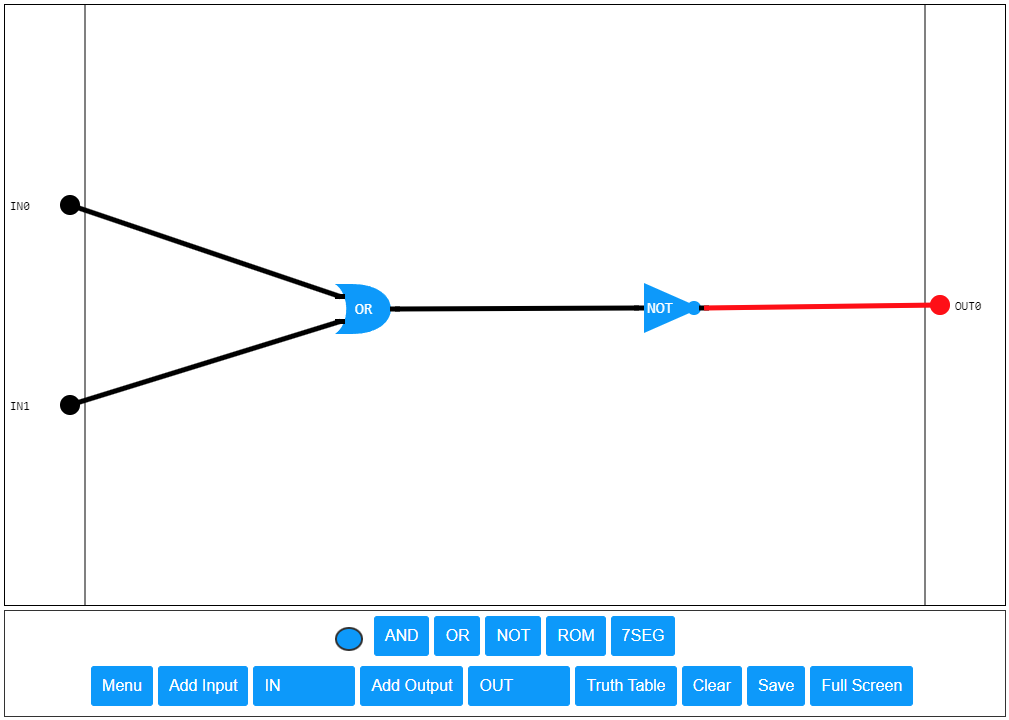 IN0
OR
NOT
OUT0
IN1
AND OR NOT ROM 7SEG
Menu Add Input IN Add Output OUT Truth Table Clear Save Full Screen